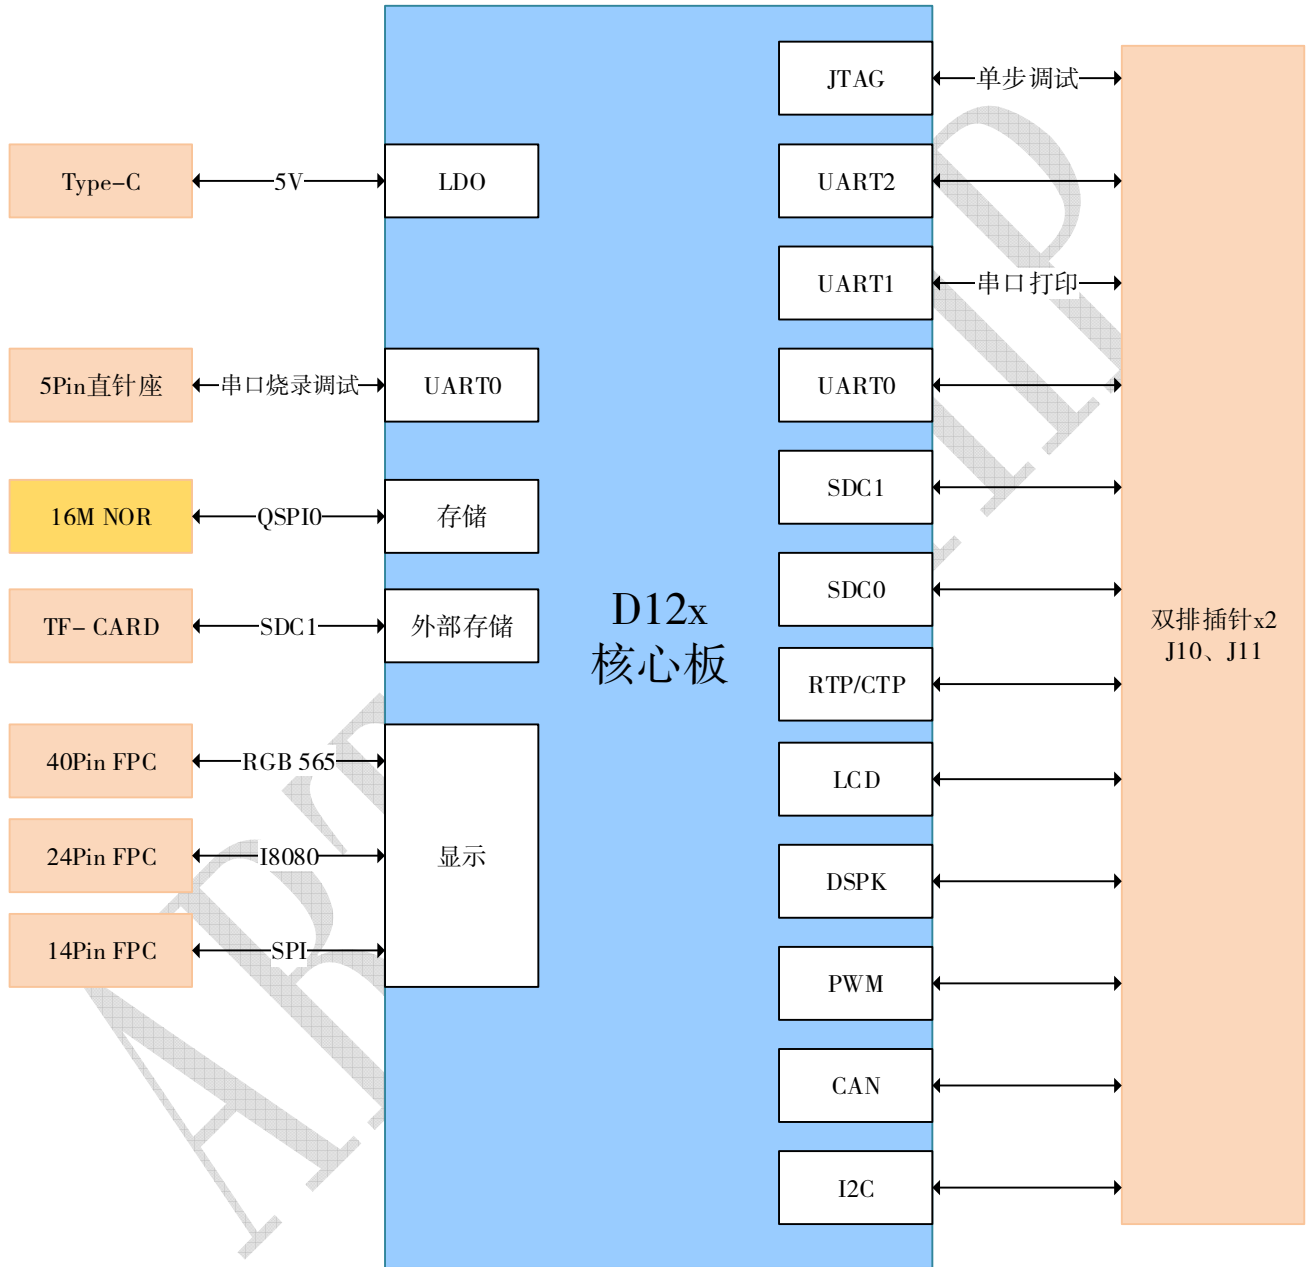 JTAG
单步调试
Type-C
5V
LDO
UART2
UART1
串口打印
5Pin直针座
串口烧录调试
UART0
UART0
SDC1
16M NOR
QSPI0
存储
SDC0
TF- CARD
SDC1
外部存储
D12x
核心板
双排插针x2
J10、J11
RTP/CTP
40Pin FPC
RGB 565
LCD
24Pin FPC
I8080
显示
DSPK
14Pin FPC
SPI
PWM
CAN
I2C